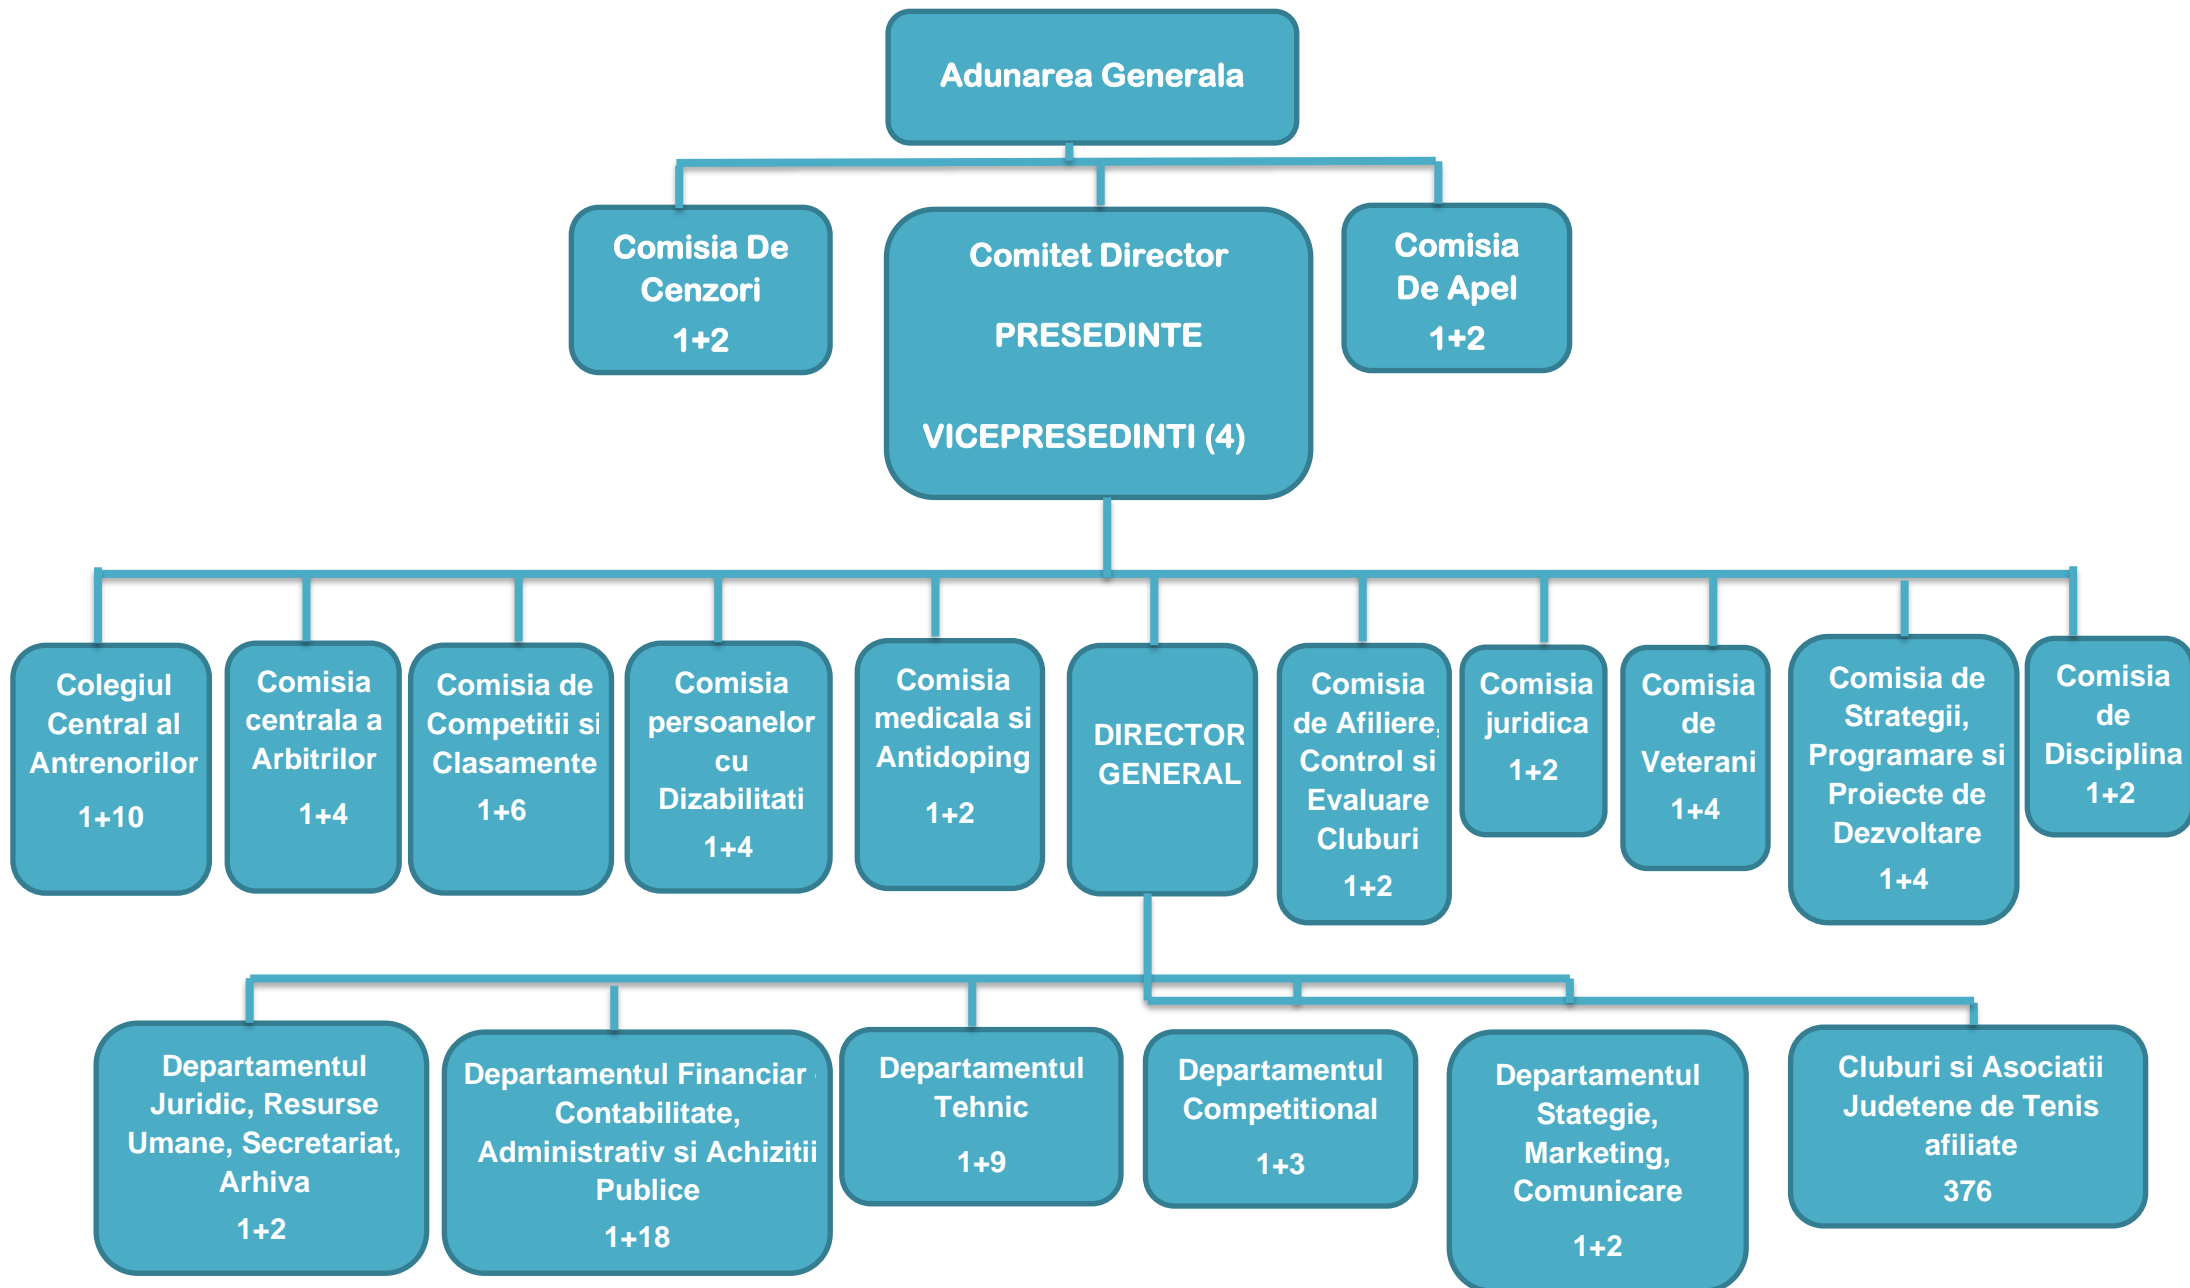 Adunarea Generala
Comisia De
Cenzori
1+2
Comitet Director
PRESEDINTE
VICEPRESEDINTI (4)
Comisia
De Apel
1+2
Colegiul
Central al
Antrenorilor
1+10
Comisia
centrala a
Arbitrilor
1+4
Comisia de
Competitii si
Clasamente
1+6
Comisia
persoanelor
cu
Dizabilitati
1+4
Comisia
medicala si
Antidoping
1+2
DIRECTOR
GENERAL
Comisia
de Afiliere,
Control si
Evaluare
Cluburi
1+2
Comisia
juridica
1+2
Comisia
de
Veterani
1+4
Comisia de
Strategii,
Programare si
Proiecte de
Dezvoltare
1+4
Comisia
de
Disciplina
1+2
Departamentul
Juridic, Resurse
Umane, Secretariat,
Arhiva
1+2
Departamentul Financiar
Contabilitate,
Administrativ si Achizitii
Publice
1+18
Departamentul
Tehnic
1+9
Departamentul
Competitional
1+3
Departamentul
Stategie,
Marketing,
Comunicare
1+2
Cluburi si Asociatii
Judetene de Tenis
afiliate
376